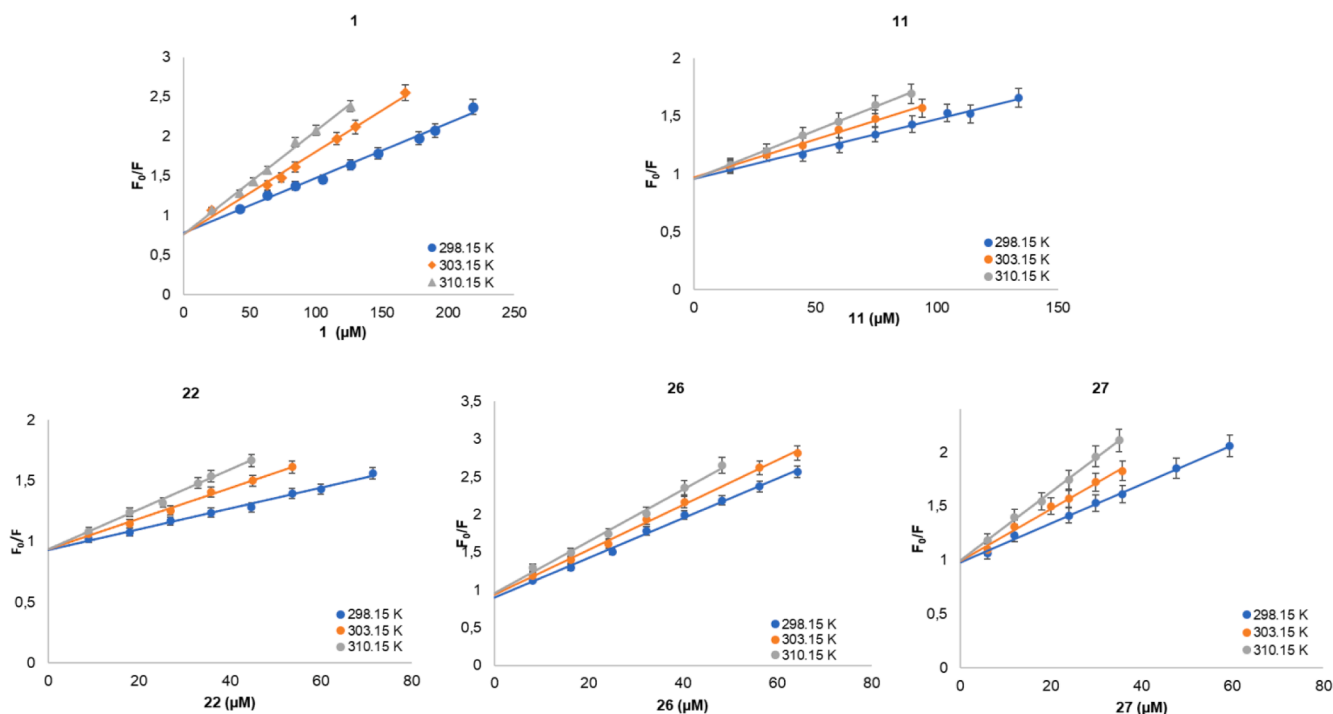 1
3
2,5
2
1,5
1
0,5
0
F₀/F
298.15 K
303.15 K
310.15 K
0 50 100 150 200 250
1 (µM)
11
2
1,5
1
0,5
0
F₀/F
298.15 K
303.15 K
310.15 K
0 50 100 150
11 (µM)
22
2
1,5
1
0,5
0
F₀/F
298.15 K
303.15 K
310.15 K
0 20 40 60 80
22 (µM)
26
3,5
3
2,5
2
1,5
1
0,5
0
F₀/F
298.15 K
303.15 K
310.15 K
0 20 40 60 80
26 (µM)
27
2
1,5
1
0,5
0
F₀/F
298.15 K
303.15 K
310.15 K
0 20 40 60 80
27 (µM)